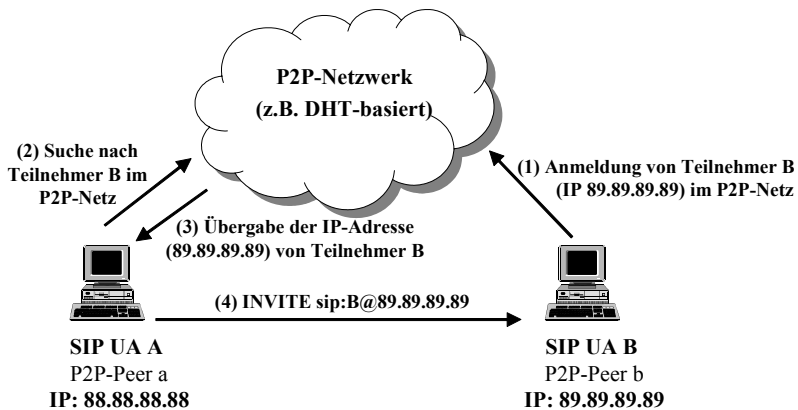 P2P-Netzwerk
(z.B. DHT-basiert)
(2) Suche nach
Teilnehmer B im
P2P-Netz
(1) Anmeldung von Teilnehmer B
(IP 89.89.89.89) im P2P-Netz
(3) Übergabe der IP-Adresse
(89.89.89.89) von Teilnehmer B
(4) INVITE sip:B@89.89.89.89
SIP UA A
P2P-Peer a
IP: 88.88.88.88
SIP UA B
P2P-Peer b
IP: 89.89.89.89